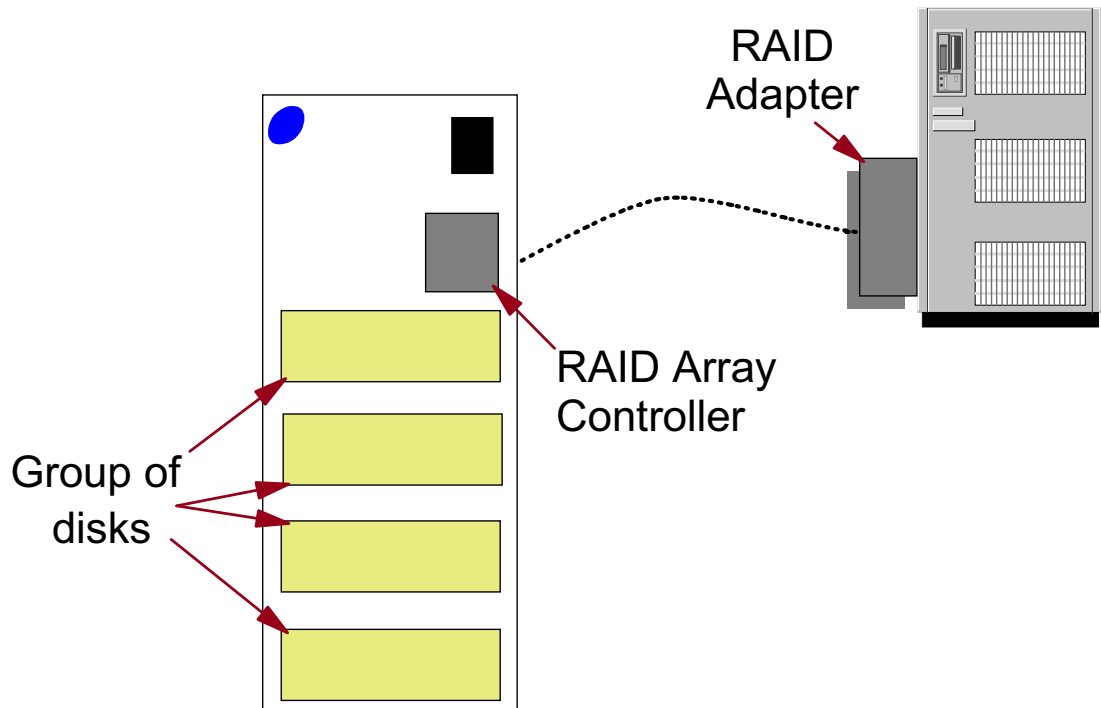 RAID
Adapter
RAID Array
Controller
Group of
disks